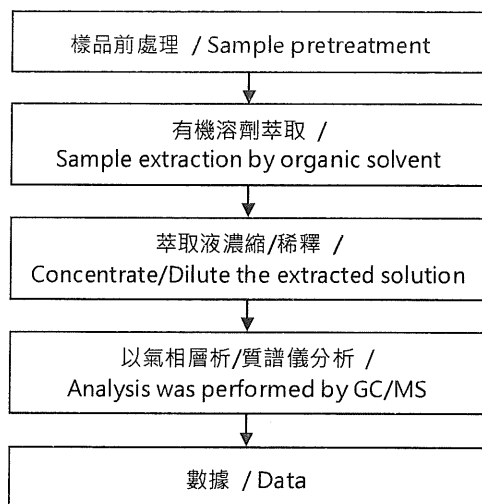 樣品前處理 / Sample pretreatment
有機溶劑萃取 /
Sample extraction by organic solvent
萃取液濃縮/稀釋 /
Concentrate/Dilute the extracted solution
以氣相層析/質譜儀分析 /
Analysis was performed by GC/MS
數據 / Data